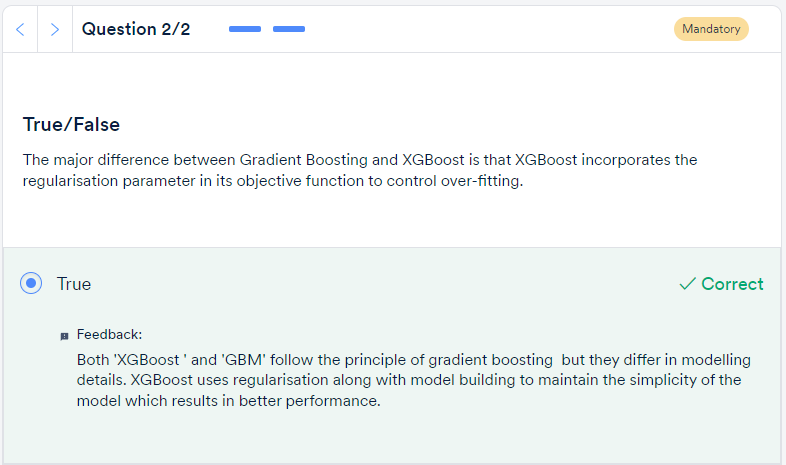 Question 2/2
Mandatory
True/False
The major difference between Gradient Boosting and XGBoost is that XGBoost incorporates the
regularisation parameter in its objective function to control over-fitting.
True
Correct
Feedback:
Both 'XGBoost ' and 'GBM' follow the principle of gradient boosting  but they differ in modelling
details. XGBoost uses regularisation along with model building to maintain the simplicity of the
model which results in better performance.